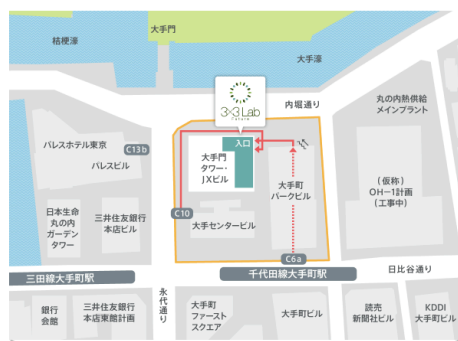 大手門
桔梗濠
大手濠
3×3 Lab
Future
内堀通り
丸の内熱供給
メインプラント
入口
パレスホテル東京
C13b
パレスビル
大手門
タワー・
JXビル
大手町
パークビル
(仮称)
OH-1計画
(工事中)
日本生命
丸の内
ガーデン
タワー
三井住友銀行
本店ビル
C10
大手センタービル
C6a
三田線大手町駅
千代田線大手町駅
日比谷通り
永代通り
銀行
会館
三井住友銀行
本店東館計画
大手町
ファースト
スクエア
大手町ビル
読売
新聞社ビル
KDDI
大手町ビル